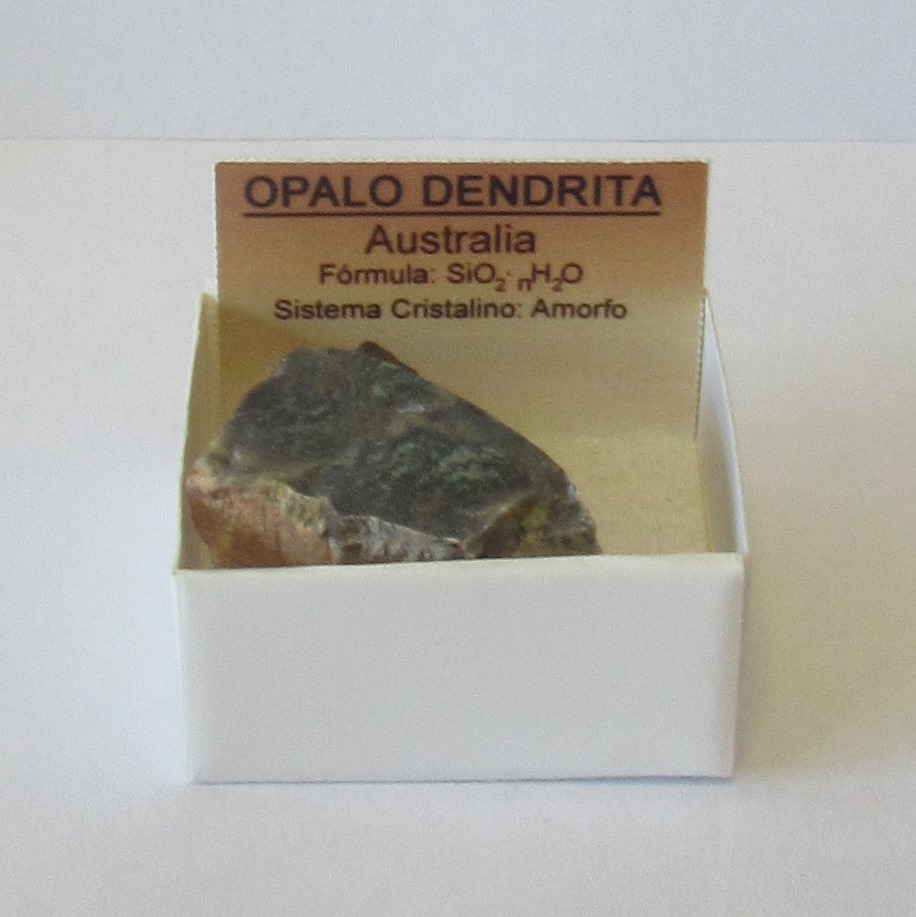 OPALO DENDRITA
Australia
Fórmula: SiO₂· ₙH₂O
Sistema Cristalino: Amorfo